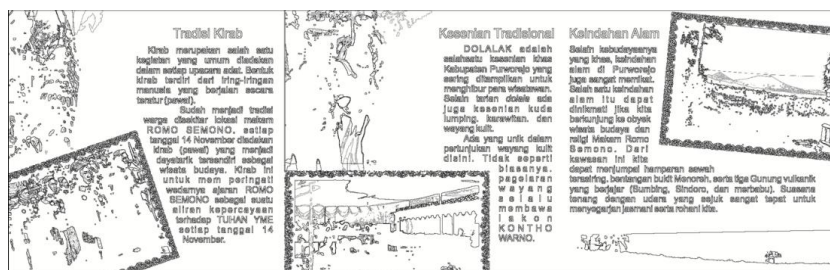 Tradisi Kirab
Kirab merupakan salah satu
kegiatan yang umum diadakan
dalam setiap upacara adat. Bentuk
kirab terdiri dari iring-iringan
manusia yang berjalan secara
teratur (pawai).
Sudah menjadi tradisi
warga disekitar lokasi makam
ROMO SEMONO. setiap
tanggal 14 November diadakan
kirab (pawai) yang menjadi
dayatarik tersendiri sebagai
wisata budaya. Kirab ini
untuk mem peringati
wedarnya ajaran ROMO
SEMONO sebagai suatu
aliran kepercayaan
terhadap TUHAN YME
setiap tanggal 14
November.
Kesenian Tradisional
DOLALAK adalah
salahsatu kesenian khas
Kabupaten Purworejo yang
sering ditampilkan untuk
menghibur para wisatawan.
Selain tarian dolalak ada
juga kesenian kuda
lumping, karawitan, dan
wayang kulit.
Ada yang unik dalam
pertunjukan wayang kulit
disini. Tidak seperti
biasanya,
pagelaran
wayang
selalu
membawa
lakon
KONTHO
WARNO.
Keindahan Alam
Selain kebudayaanya
yang khas, keindahan
alam di Purworejo
juga sangat memikat.
Salah satu keindahan
alam itu dapat
dinikmati jika kita
berkunjung ke obyek
wisata budaya dan
religi Makam Romo
Semono. Dari
kawasan ini kita
dapat menjumpai hamparan sawah
terasiring, bentangan bukit Menoreh, serta tiga Gunung vulkanik
yang berjajar (Sumbing, Sindoro, dan merbabu). Suasana
tenang dengan udara yang sejuk sangat tepat untuk
menyegarkan jasmani serta rohani kita.